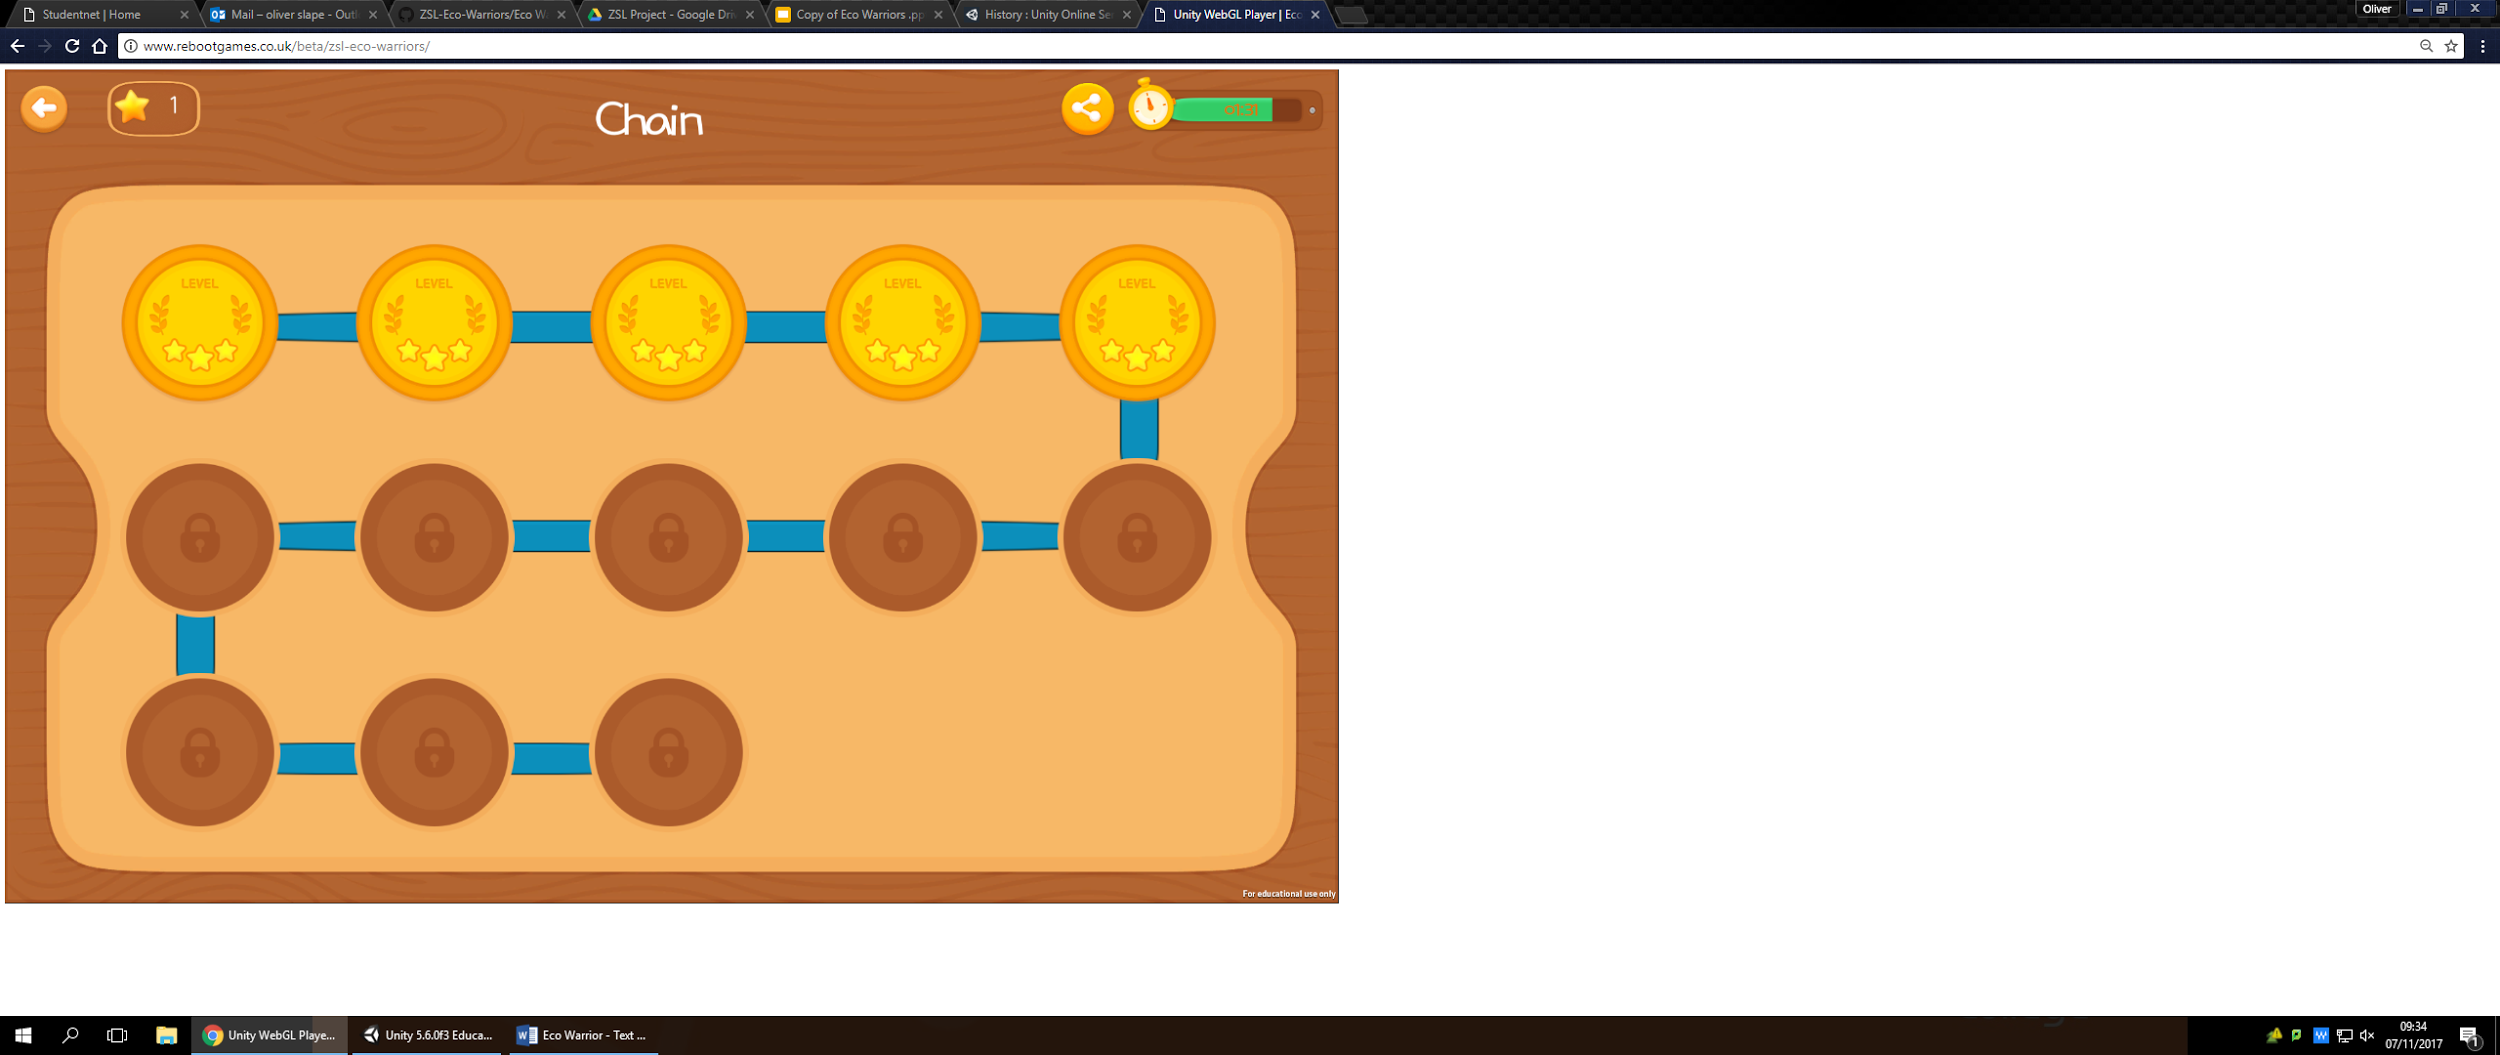 Studentnet | Home
Mail – oliver slape - Outl
ZSL-Eco-Warriors/Eco W
ZSL Project - Google Dri
Copy of Eco Warriors .pp
History : Unity Online Se
Unity WebGL Player | Ec
Oliver
www.rebootgames.co.uk/beta/zsl-eco-warriors/
1
Chain
01:31
LEVEL
LEVEL
LEVEL
LEVEL
LEVEL
For educational use only
Unity WebGL Playe...
Unity 5.6.0f3 Educa...
Eco Warrior - Text ...
09:34
07/11/2017
1